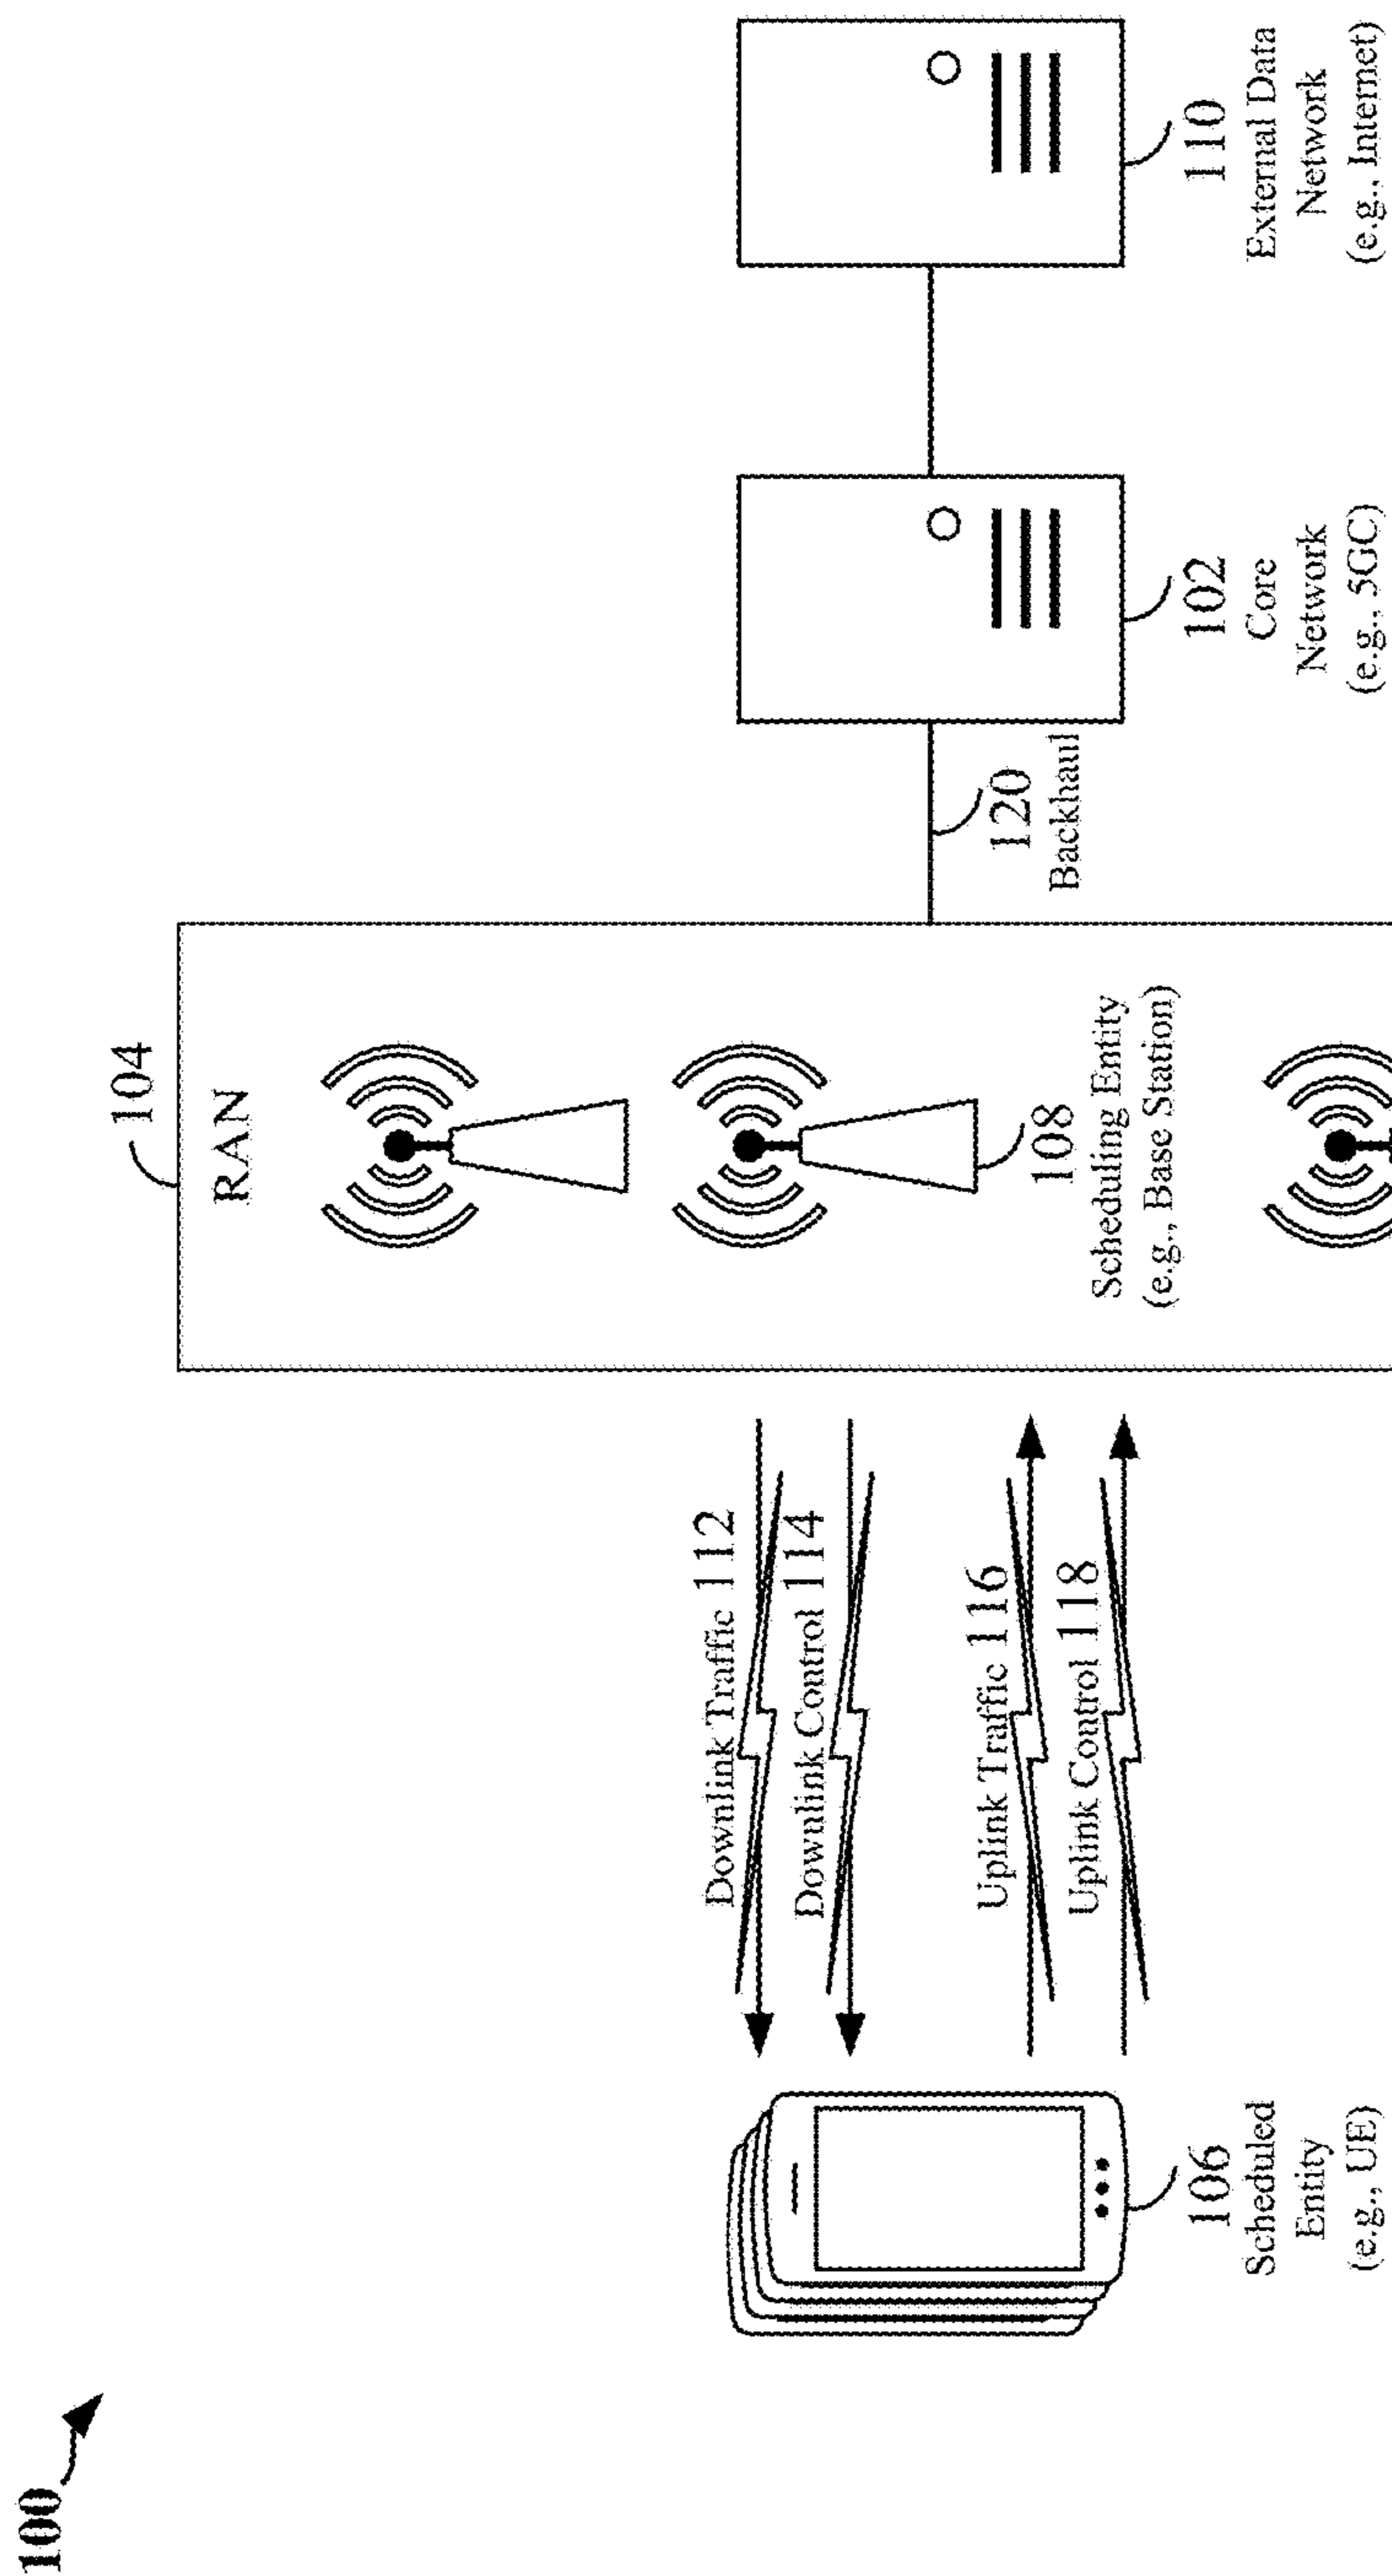 100
104
RAN
Downlink Traffic 112
Downlink Control 114
Uplink Traffic 116
Uplink Control 118
106
Scheduled
Entity
(e.g., UE)
108
Scheduling Entity
(e.g., Base Station)
120
Backhaul
102
Core
Network
(e.g., 5GC)
110
External Data
Network
(e.g., Internet)